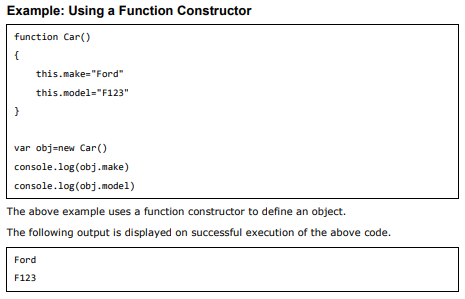 Example: Using a Function Constructor
function Car()
{
    this.make="Ford"
    this.model="F123"
}
var obj=new Car()
console.log(obj.make)
console.log(obj.model)
The above example uses a function constructor to define an object.
The following output is displayed on successful execution of the above code.
Ford
F123